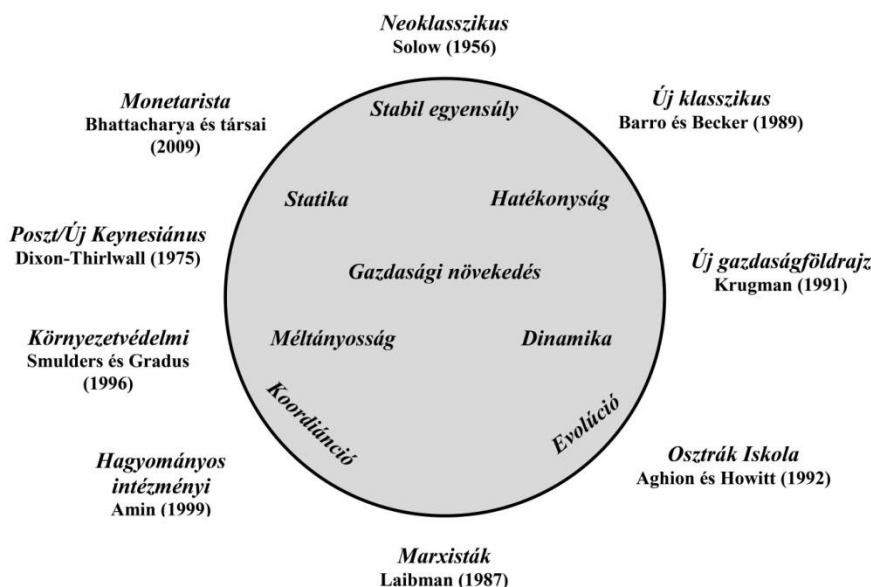 Neoklasszikus
Solow (1956)
Monetarista
Bhattacharya és társai
(2009)
Stabil egyensúly
Új klasszikus
Barro és Becker (1989)
Statika
Hatékonyság
Poszt/Új Keynesiánus
Dixon-Thirlwall (1975)
Gazdasági növekedés
Új gazdaságföldrajz
Krugman (1991)
Környezetvédelmi
Smulders és Gradus
(1996)
Méltányosság
Dinamika
Koordiánció
Evolúció
Hagyományos
intézményi
Amin (1999)
Osztrák Iskola
Aghion és Howitt (1992)
Marxisták
Laibman (1987)